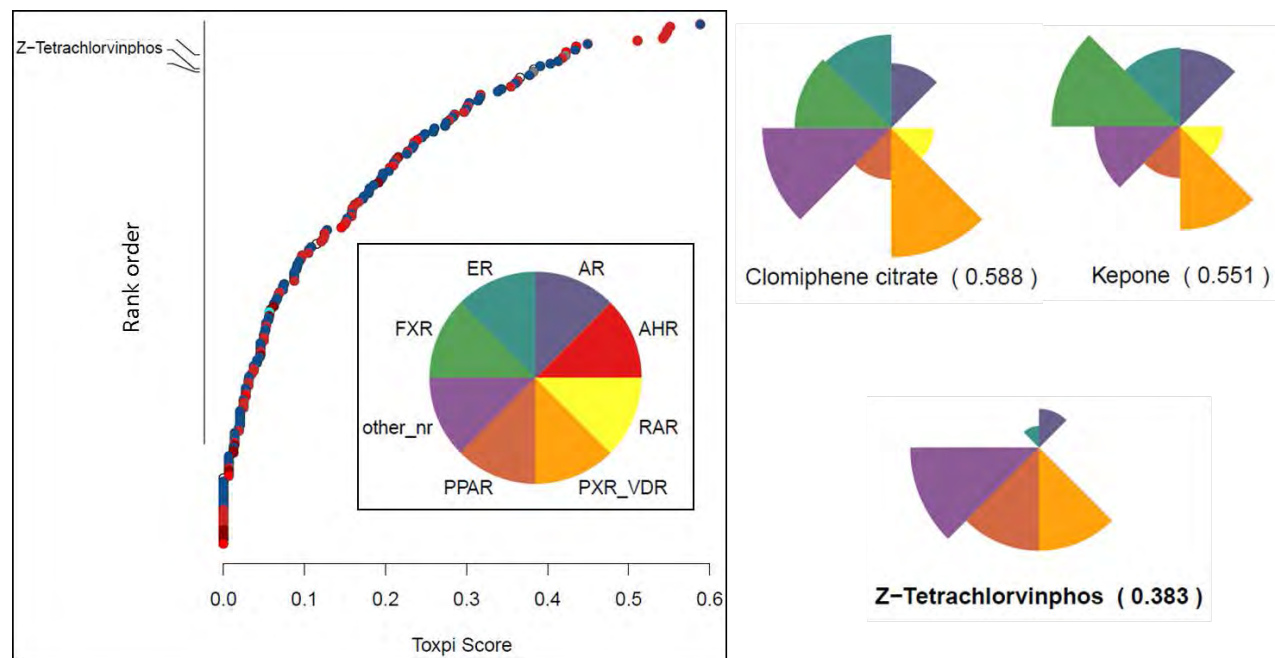 Z−Tetrachlorvinphos
Rank order
ER
AR
FXR
AHR
other_nr
RAR
PPAR
PXR_VDR
0.0
0.1
0.2
0.3
0.4
0.5
0.6
Toxpi Score
Clomiphene citrate ( 0.588 )
Kepone ( 0.551 )
Z−Tetrachlorvinphos ( 0.383 )